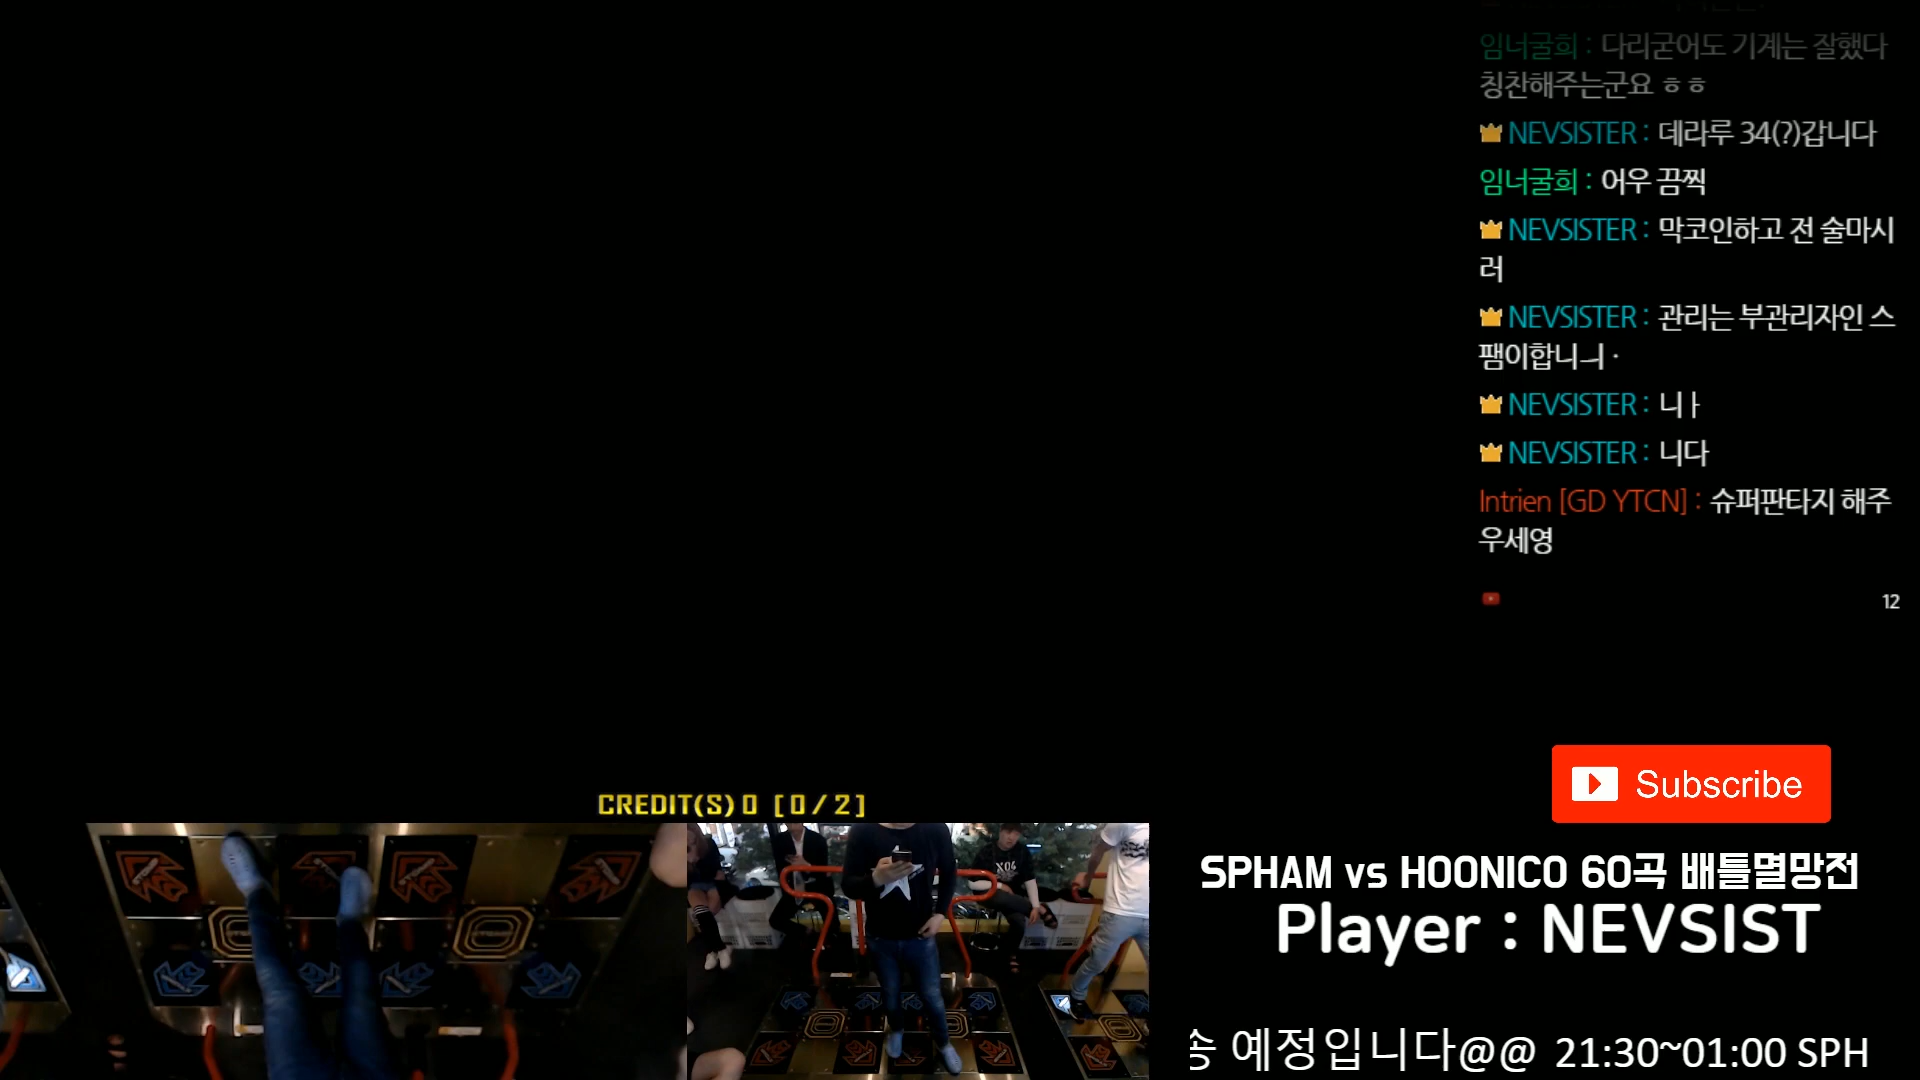 임너굴희 : 다리굳어도 기계는 잘했다
칭찬해주는군요 ㅎㅎ
NEVSISTER : 데라루 34(?)갑니다
임너굴희 : 어우 끔찍
NEVSISTER : 막코인하고 전 술마시
러
NEVSISTER : 관리는 부관리자인 스
팸이합니ㅢ·
NEVSISTER : 니ㅏ
NEVSISTER : 니다
Intrien [GD YTCN] : 슈퍼판타지 해주
우세영
12
Subscribe
CREDIT(S) 0 [0/2]
SPHAM vs HOONICO 60곡 배틀멸망전
Player : NEVSIST
송 예정입니다@@ 21:30~01:00 SPH